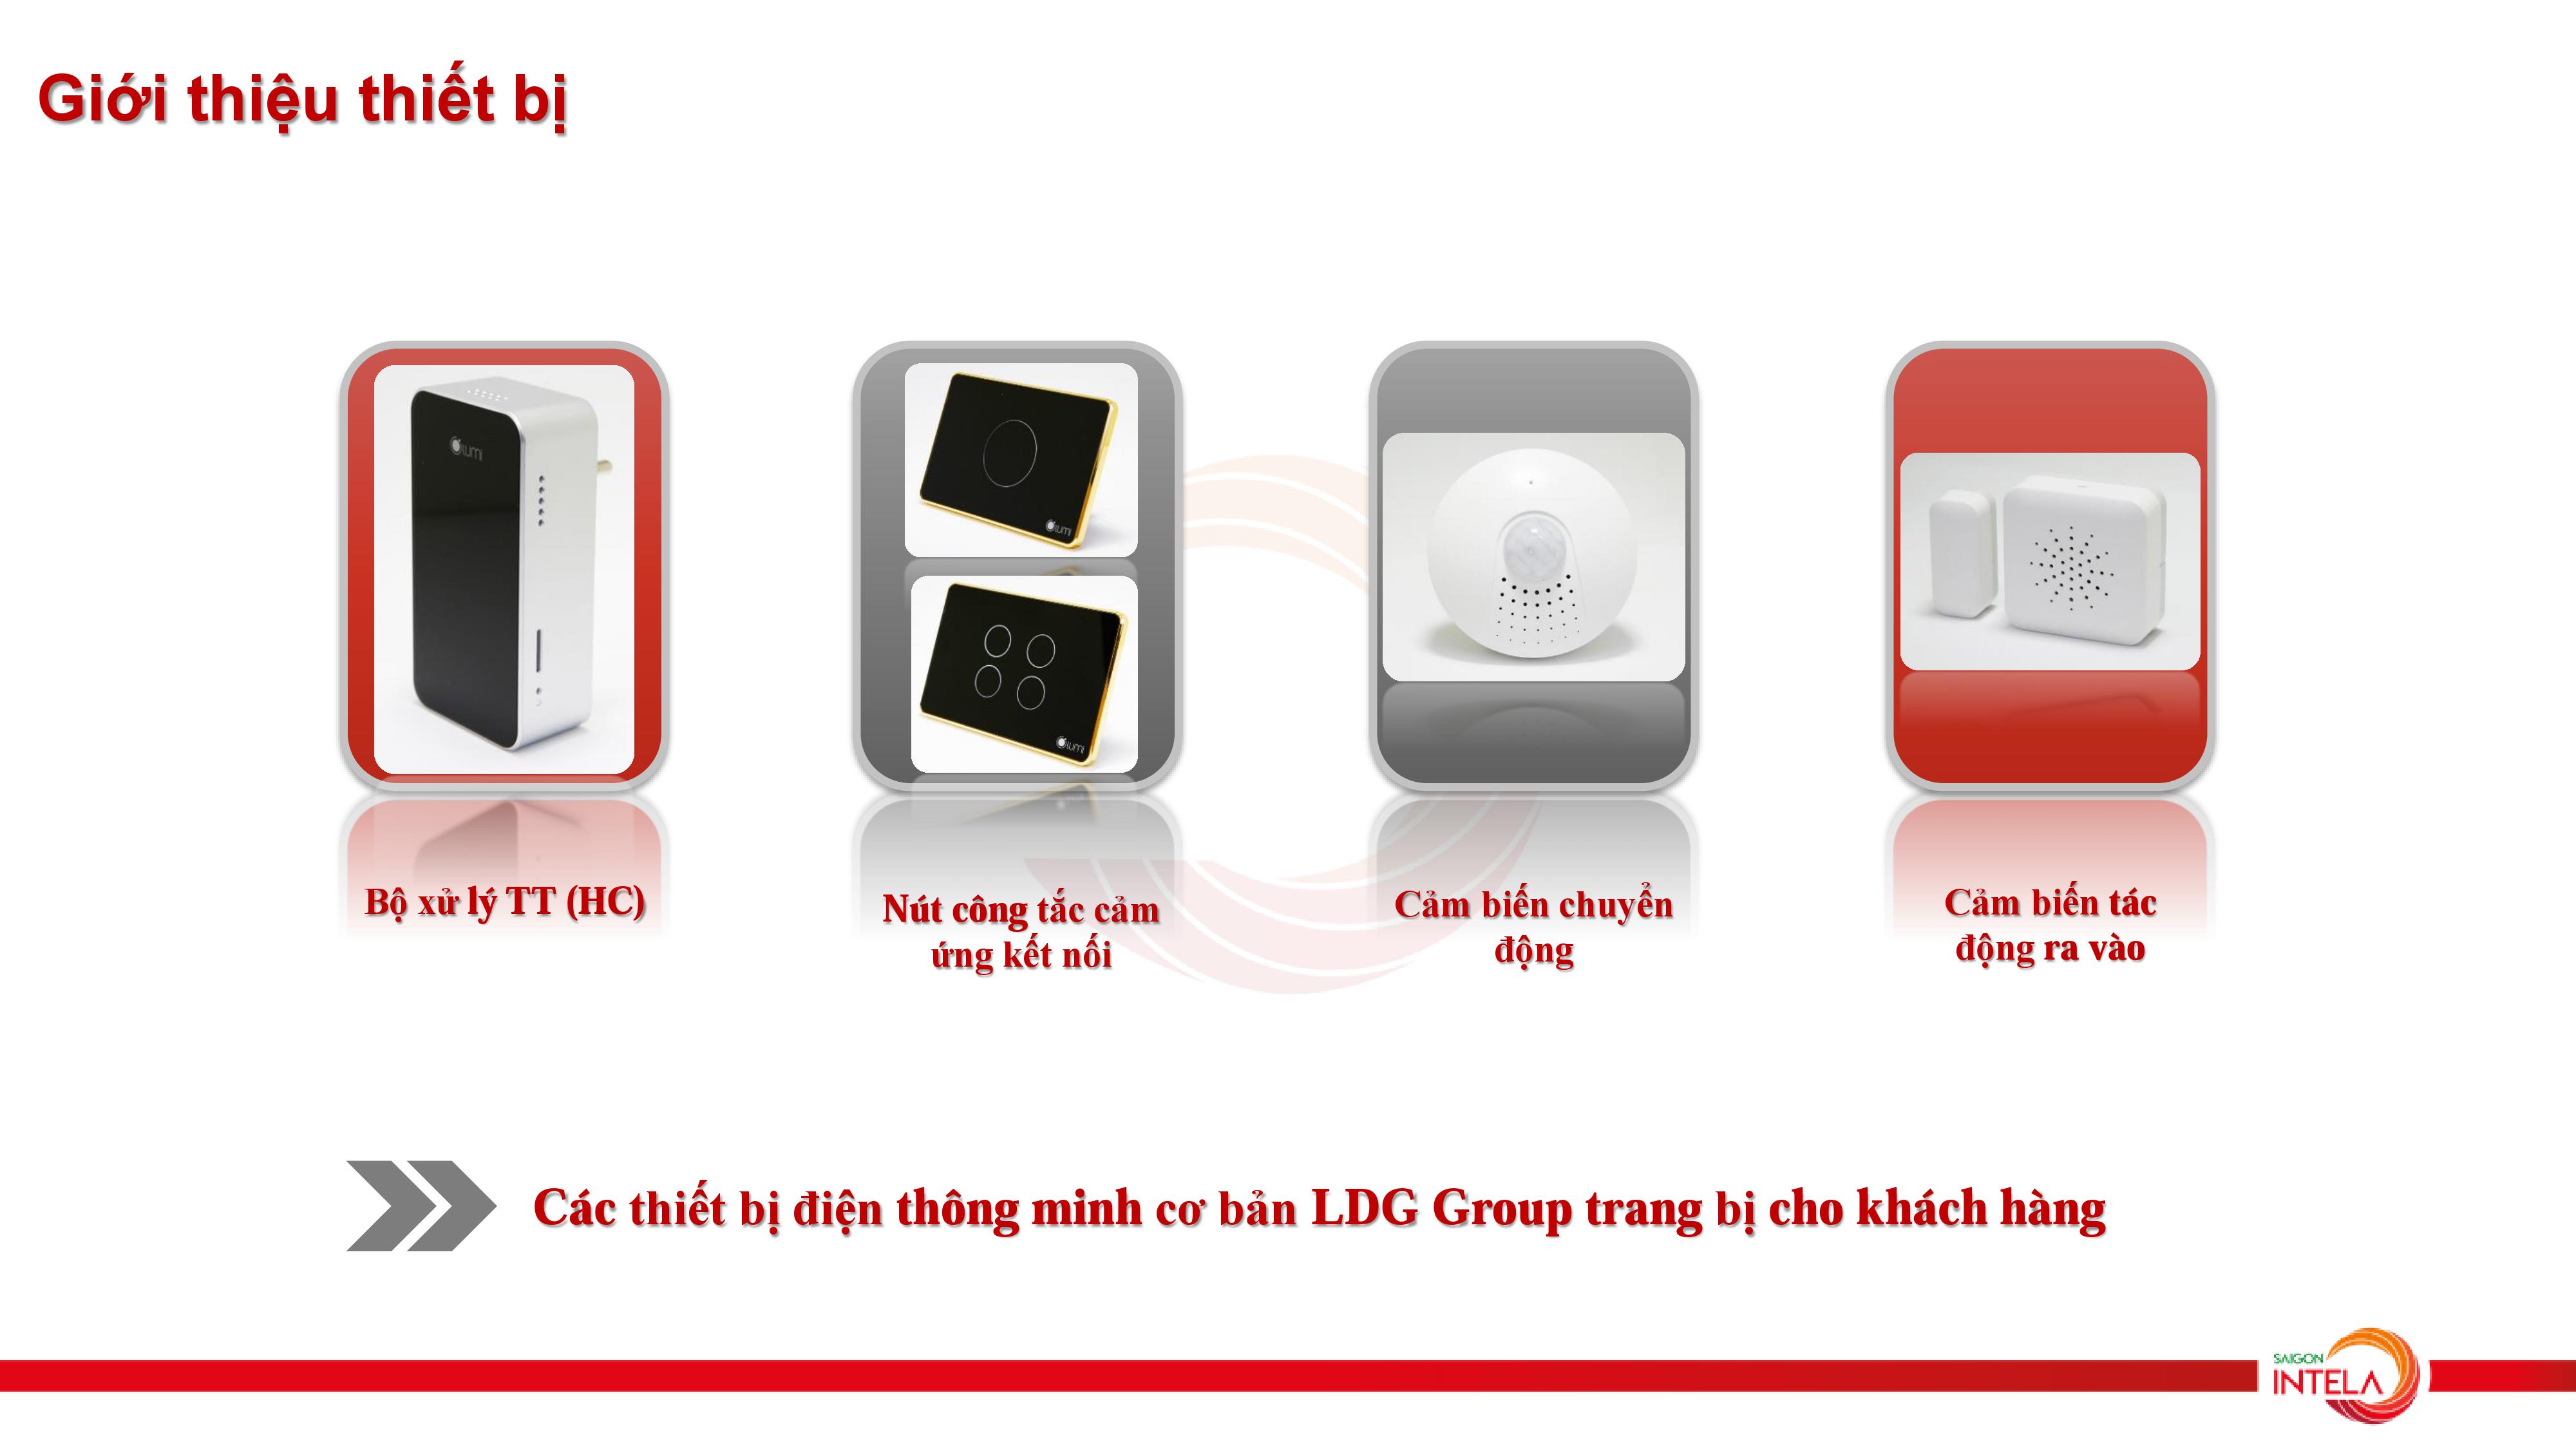 Giới thiệu thiết bị
lumi
lumi
lumi
Bộ xử lý TT (HC)
Nút công tắc cảm
ứng kết nối
Cảm biến chuyển
động
Cảm biến tác
động ra vào
Các thiết bị điện thông minh cơ bản LDG Group trang bị cho khách hàng
SAIGON
INTELA